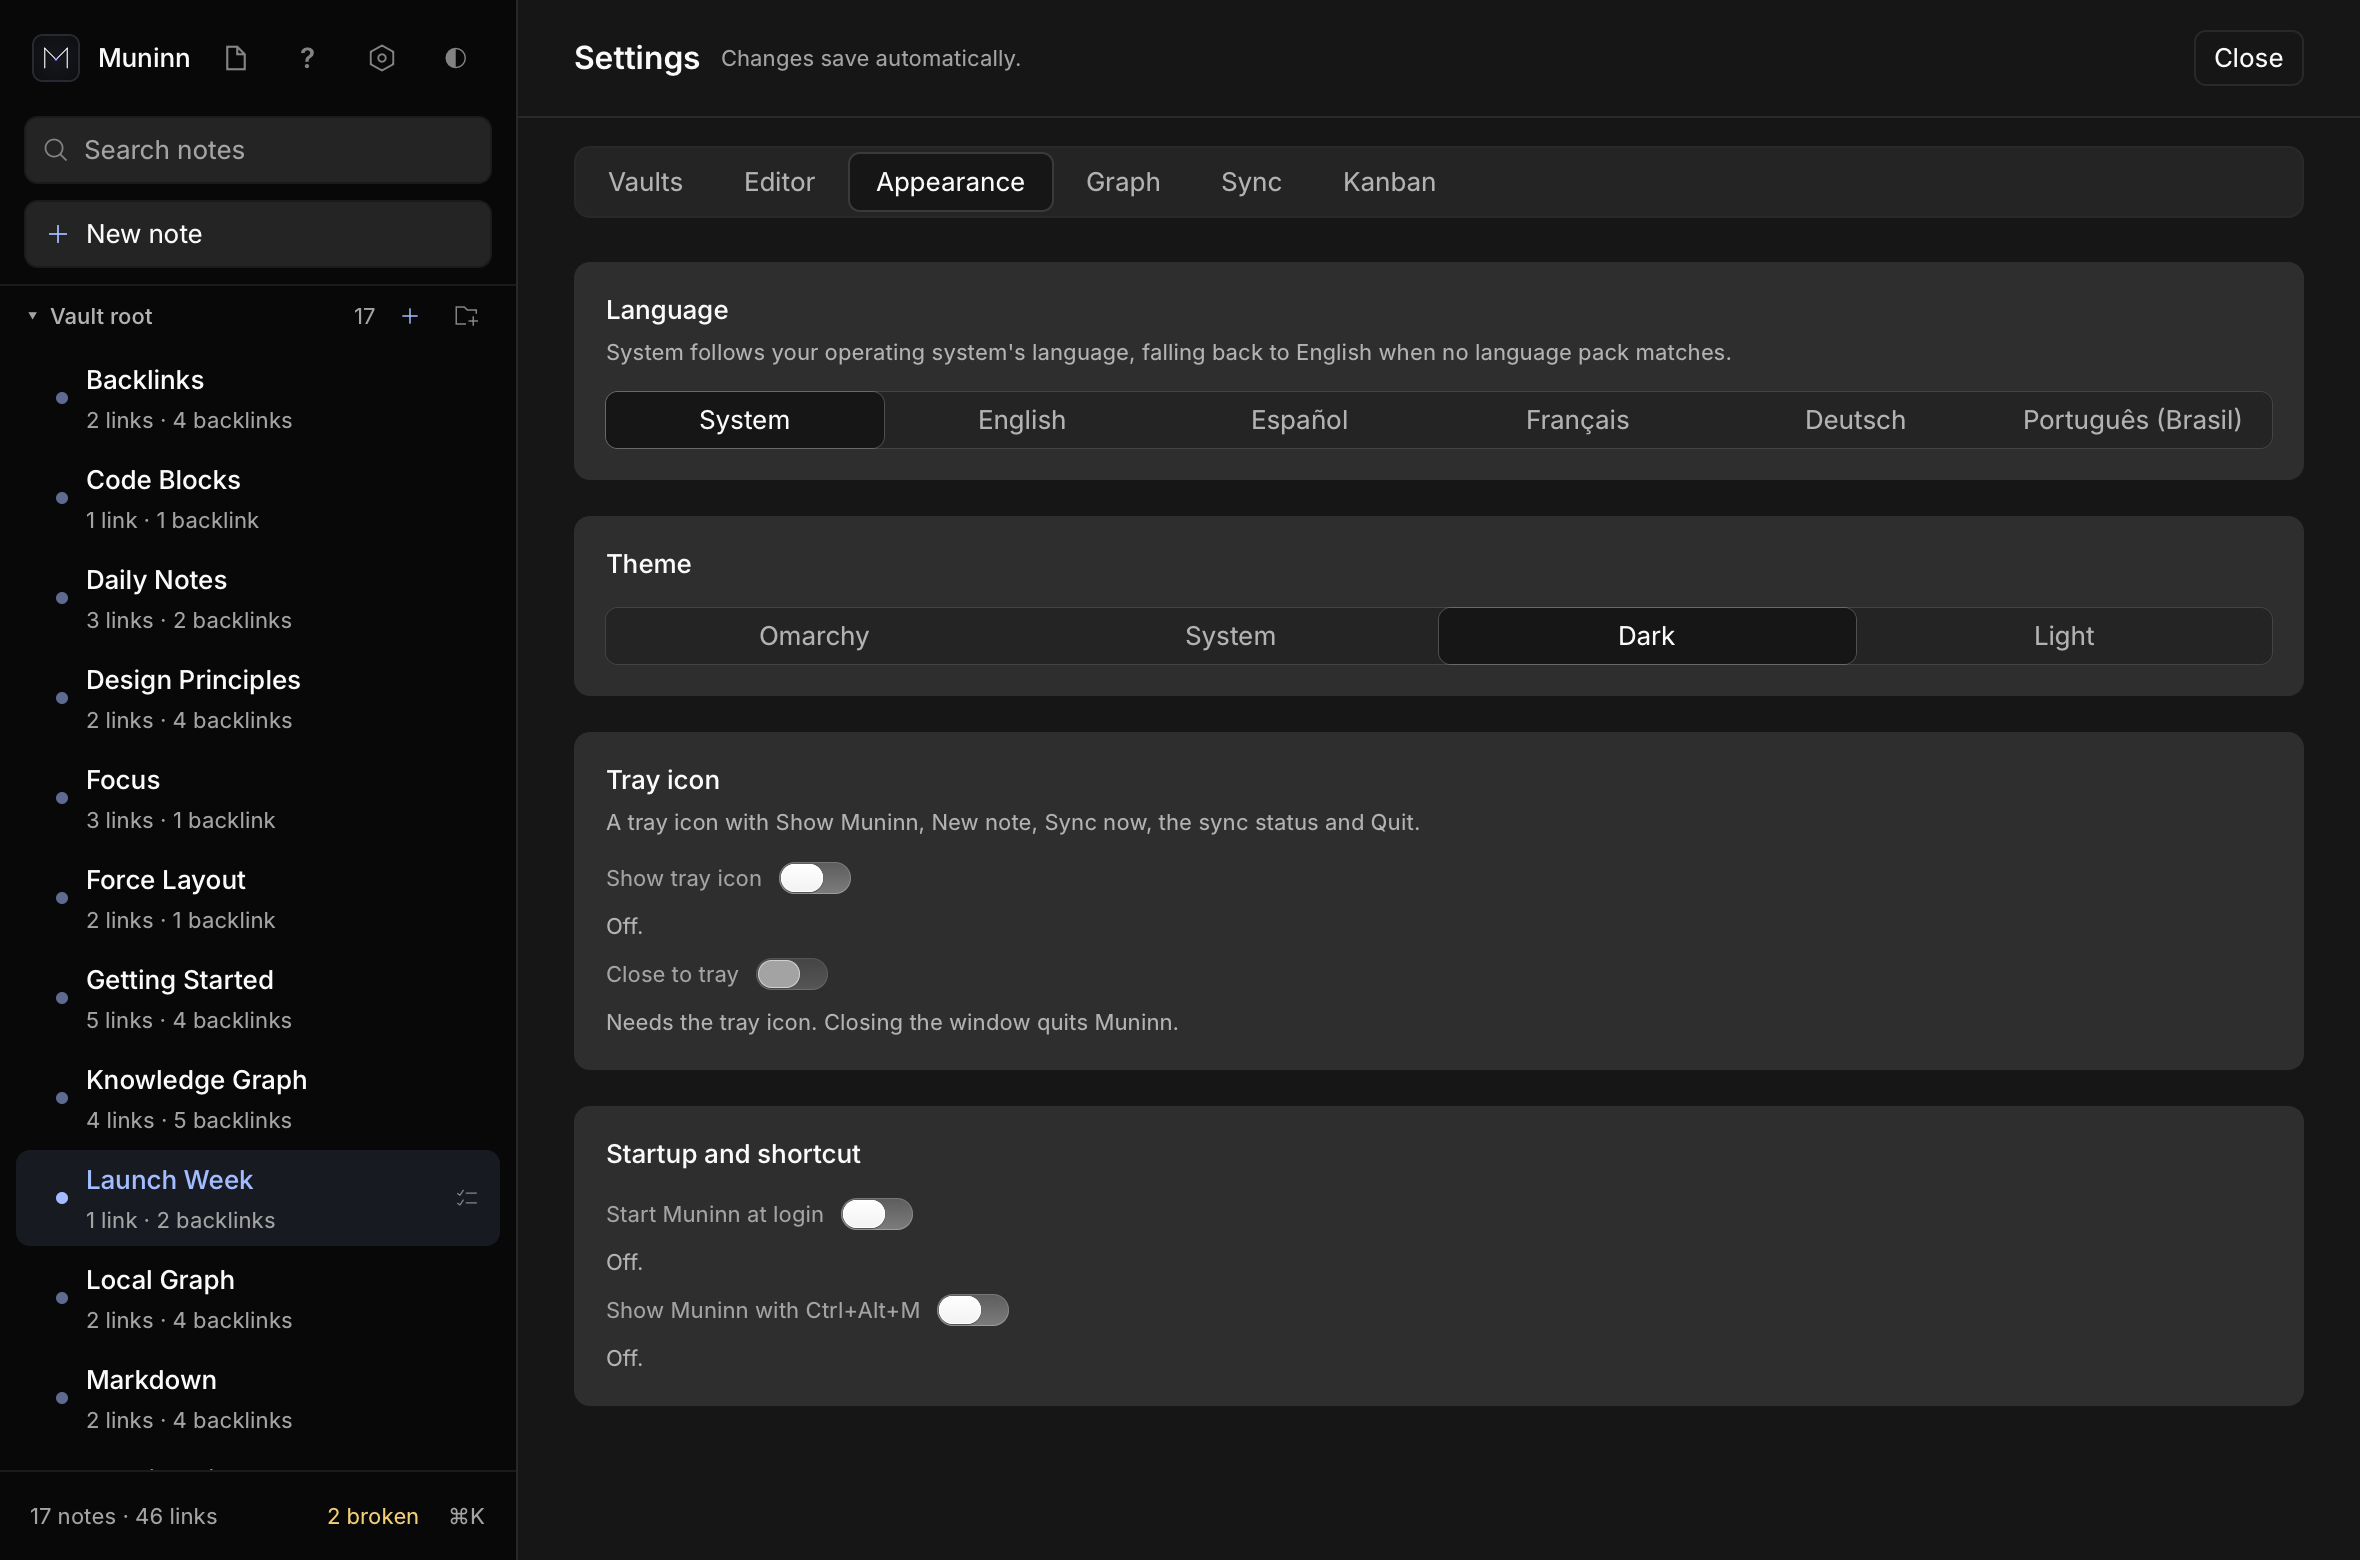 Muninn
?
Search notes
New note
Vault root 17
Backlinks
2 links · 4 backlinks
Code Blocks
1 link · 1 backlink
Daily Notes
3 links · 2 backlinks
Design Principles
2 links · 4 backlinks
Focus
3 links · 1 backlink
Force Layout
2 links · 1 backlink
Getting Started
5 links · 4 backlinks
Knowledge Graph
4 links · 5 backlinks
Launch Week
1 link · 2 backlinks
Local Graph
2 links · 4 backlinks
Markdown
2 links · 4 backlinks
17 notes · 46 links 2 broken ⌘K
Settings Changes save automatically. Close
Vaults Editor Appearance Graph Sync Kanban
Language
System follows your operating system's language, falling back to English when no language pack matches.
System English Español Français Deutsch Português (Brasil)
Theme
Omarchy System Dark Light
Tray icon
A tray icon with Show Muninn, New note, Sync now, the sync status and Quit.
Show tray icon
Off.
Close to tray
Needs the tray icon. Closing the window quits Muninn.
Startup and shortcut
Start Muninn at login
Off.
Show Muninn with Ctrl+Alt+M
Off.